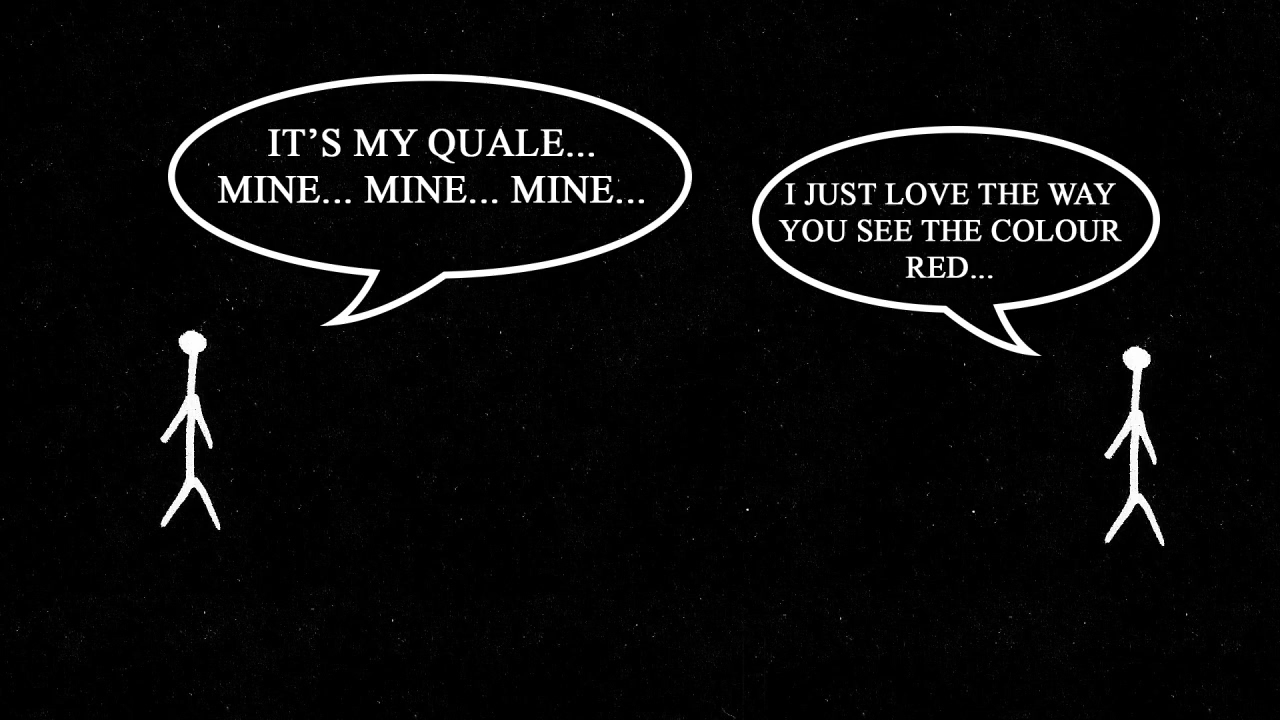 IT’S MY QUALE...
MINE... MINE... MINE...
I JUST LOVE THE WAY
YOU SEE THE COLOUR
RED...